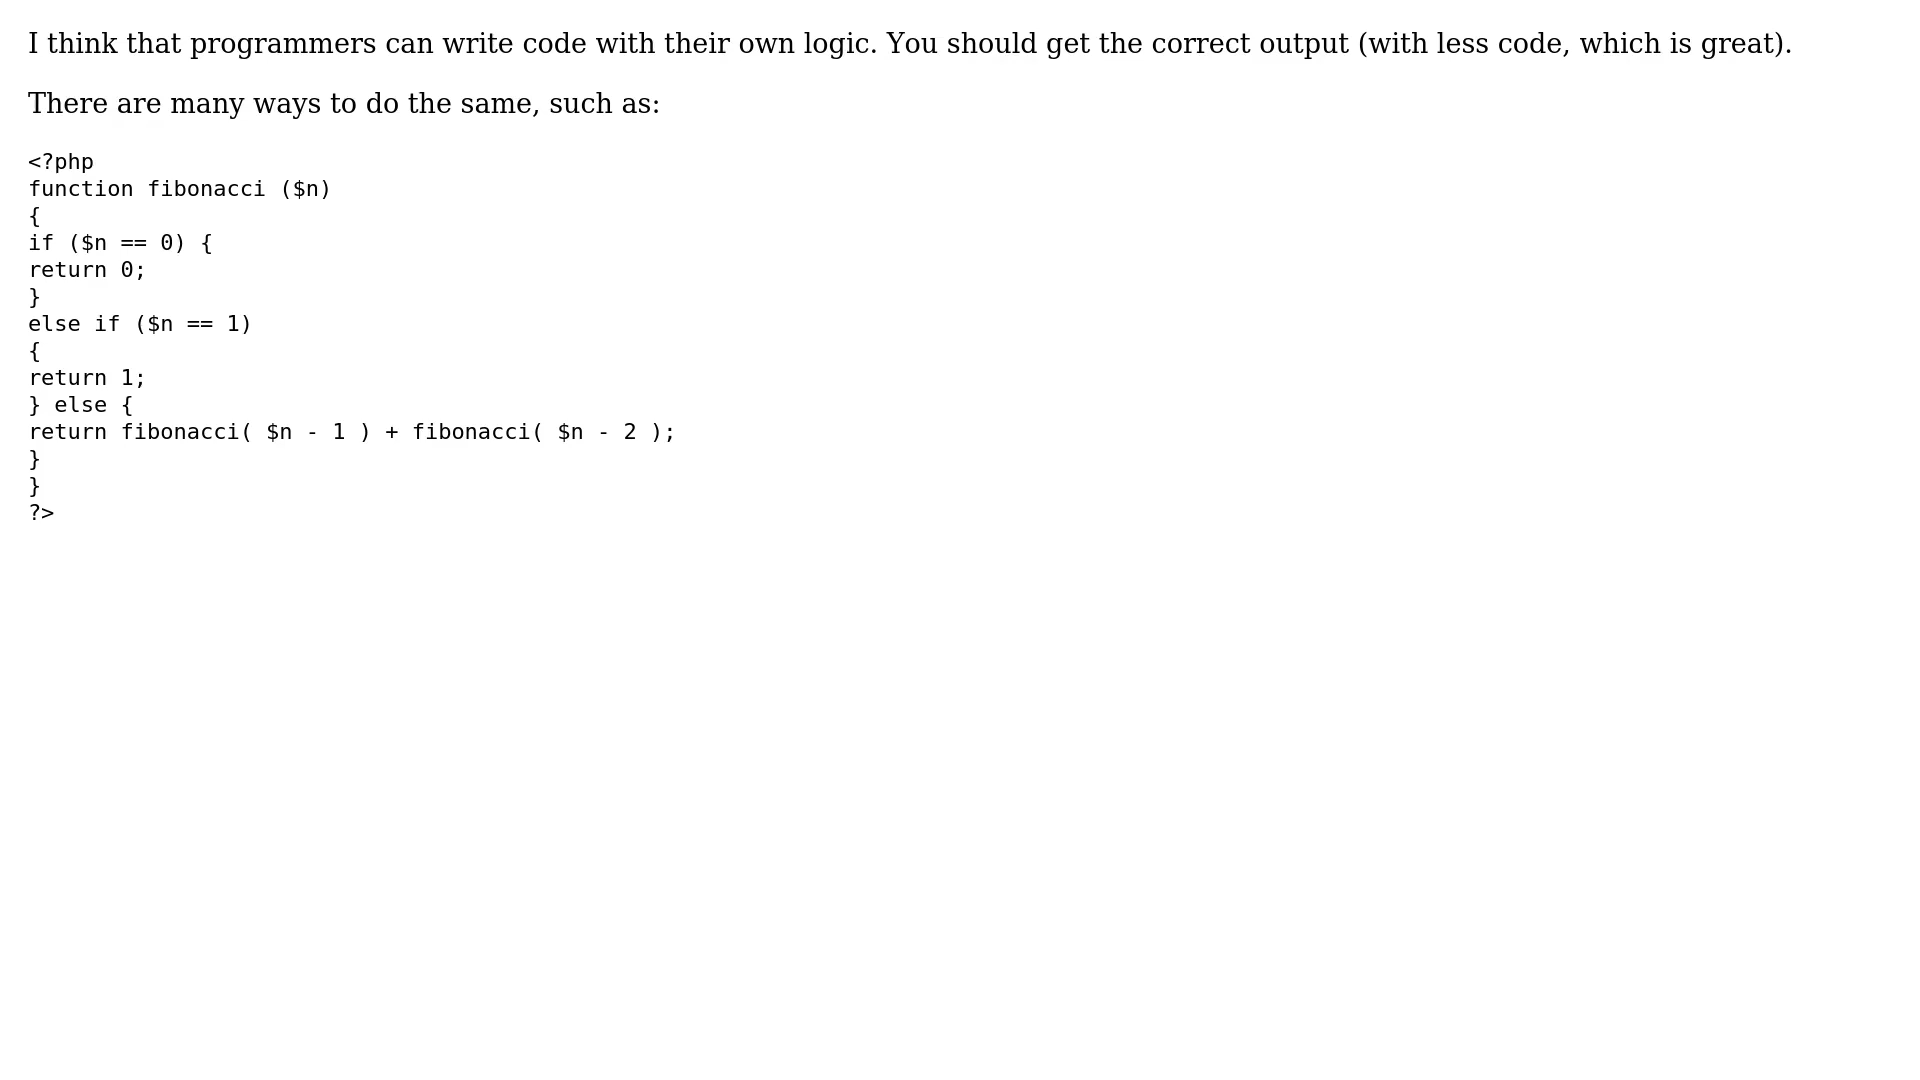 I think that programmers can write code with their own logic. You should get the correct output (with less code, which is great).
There are many ways to do the same, such as:
<?php
function fibonacci ($n)
{
if ($n == 0) {
return 0;
}
else if ($n == 1)
{
return 1;
} else {
return fibonacci( $n - 1 ) + fibonacci( $n - 2 );
}
}
?>